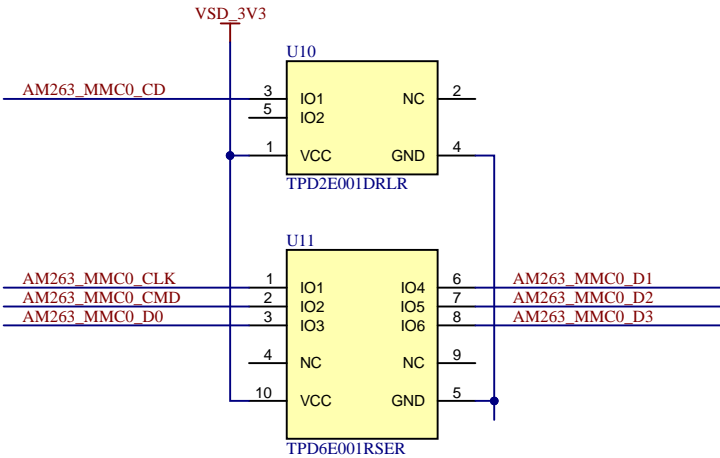 VSD_3V3
U10
AM263_MMC0_CD 3 IO1 NC 2
5 IO2
1 VCC GND 4
TPD2E001DRLR
U11
AM263_MMC0_CLK 1 IO1 IO4 6 AM263_MMC0_D1
AM263_MMC0_CMD 2 IO2 IO5 7 AM263_MMC0_D2
AM263_MMC0_D0 3 IO3 IO6 8 AM263_MMC0_D3
4 NC NC 9
10 VCC GND 5
TPD6E001RSER